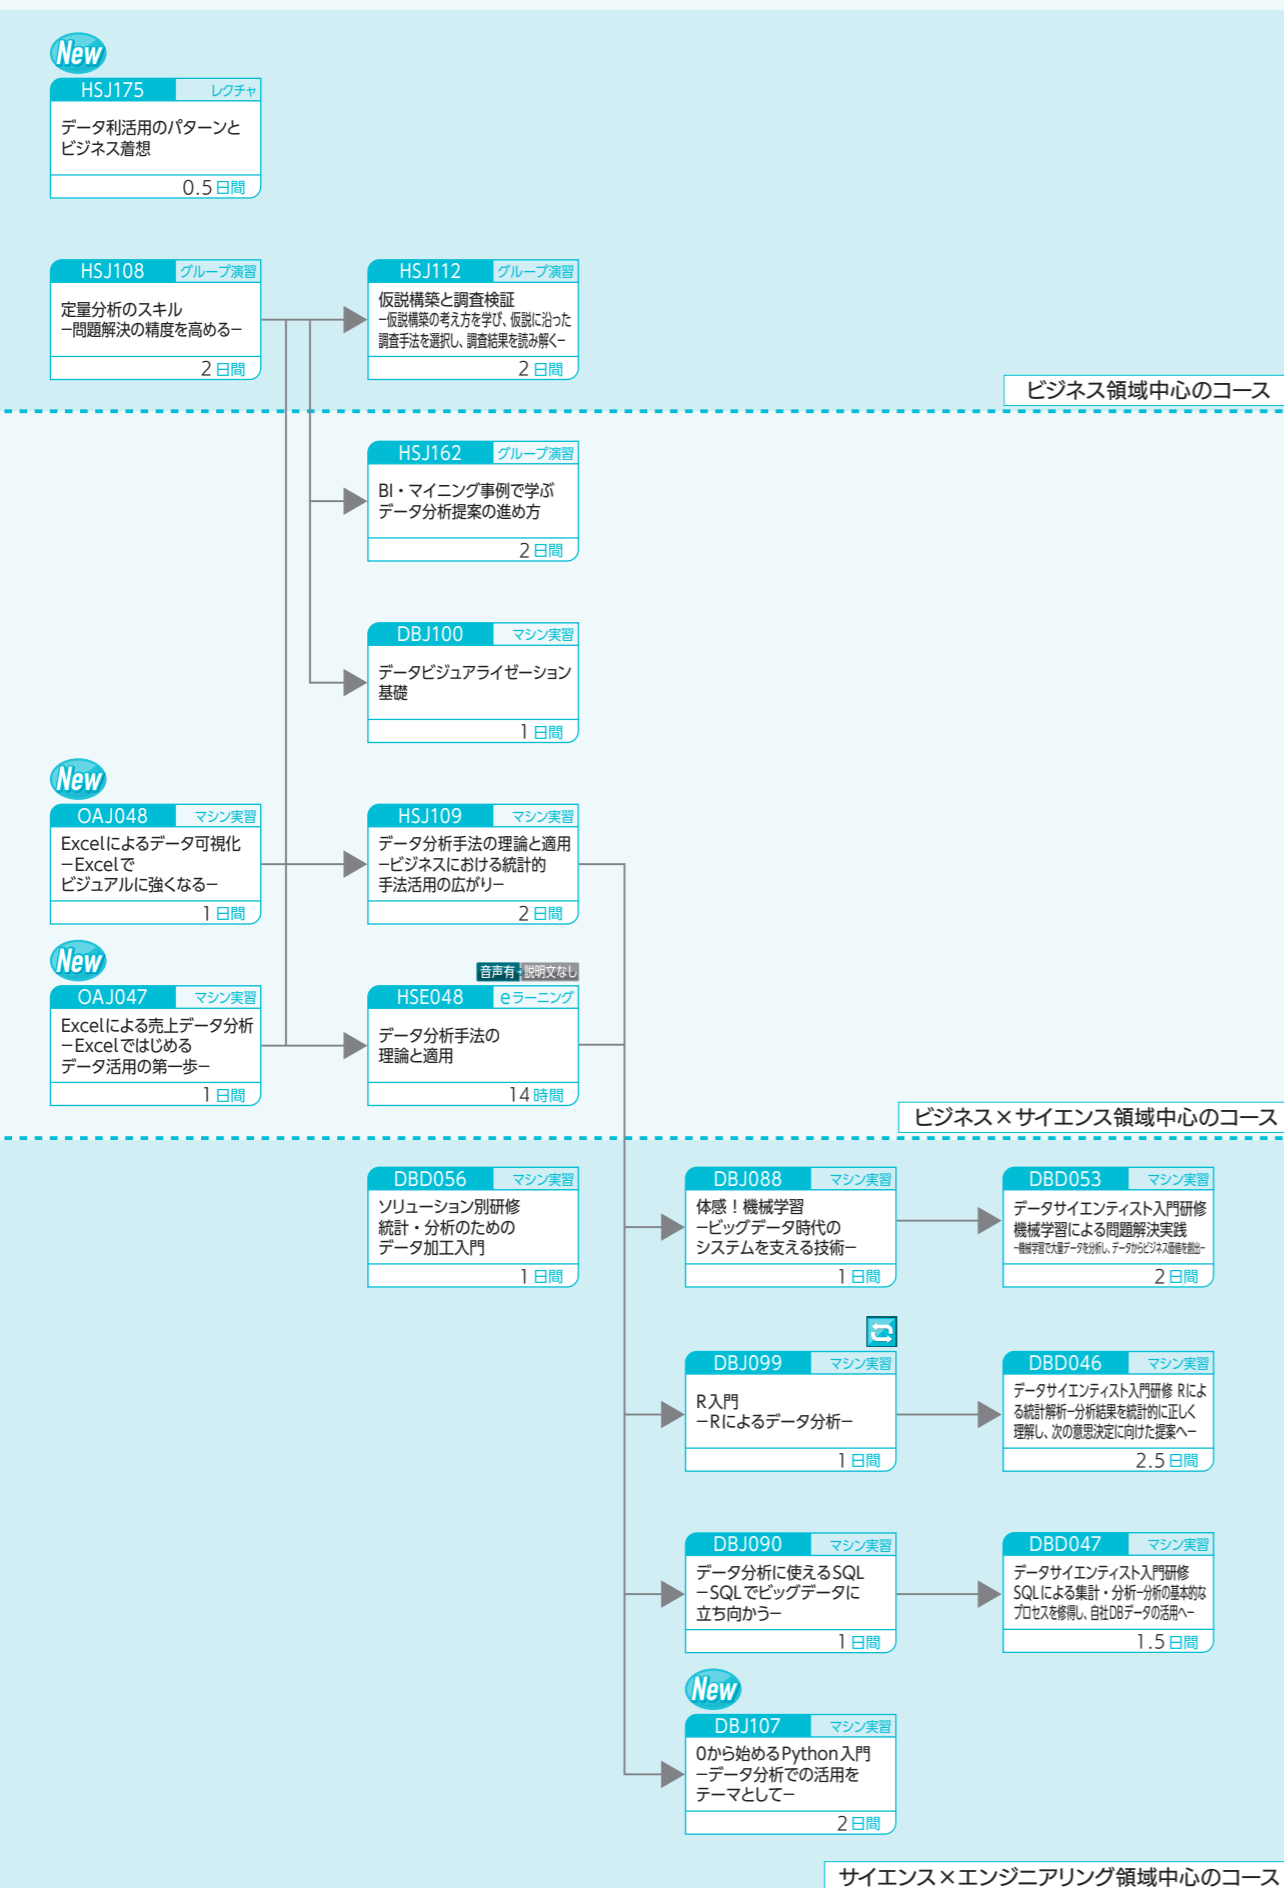 New
HSJ175 レクチャ
データ利活用のパターンと
ビジネス着想
0.5日間
HSJ108 グループ演習
定量分析のスキル
−問題解決の精度を高める−
2日間
HSJ112 グループ演習
仮説構築と調査検証
−仮説構築の考え方を学び、仮説に沿った
調査手法を選択し、調査結果を読み解く−
2日間
ビジネス領域中心のコース
HSJ162 グループ演習
BI・マイニング事例で学ぶ
データ分析提案の進め方
2日間
DBJ100 マシン実習
データビジュアライゼーション
基礎
1日間
New
OAJ048 マシン実習
Excelによるデータ可視化
−Excelで
ビジュアルに強くなる−
1日間
HSJ109 マシン実習
データ分析手法の理論と適用
−ビジネスにおける統計的
手法活用の広がり−
2日間
New
OAJ047 マシン実習
Excelによる売上データ分析
−Excelではじめる
データ活用の第一歩−
1日間
音声有・説明文なし
HSE048 eラーニング
データ分析手法の
理論と適用
14時間
ビジネス×サイエンス領域中心のコース
DBD056 マシン実習
ソリューション別研修
統計・分析のための
データ加工入門
1日間
DBJ088 マシン実習
体感！機械学習
−ビッグデータ時代の
システムを支える技術−
1日間
DBD053 マシン実習
データサイエンティスト入門研修
機械学習による問題解決実践
−機械学習で大量データを分析し、データからビジネス価値を創出−
2日間
DBJ099 マシン実習
R入門
−Rによるデータ分析−
1日間
DBD046 マシン実習
データサイエンティスト入門研修 Rによ
る統計解析−分析結果を統計的に正しく
理解し、次の意思決定に向けた提案へ−
2.5日間
DBJ090 マシン実習
データ分析に使えるSQL
−SQLでビッグデータに
立ち向かう−
1日間
DBD047 マシン実習
データサイエンティスト入門研修
SQLによる集計・分析−分析の基本的な
プロセスを修得し、自社DBデータの活用へ−
1.5日間
New
DBJ107 マシン実習
0から始めるPython入門
−データ分析での活用を
テーマとして−
2日間
サイエンス×エンジニアリング領域中心のコース